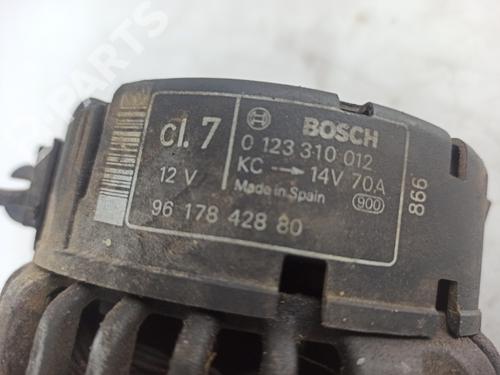 PARTS
cl. 7
BOSCH
0 123 310 012
12 V
KC → 14V 70A
Made in Spain
900
96 178 428 80
866